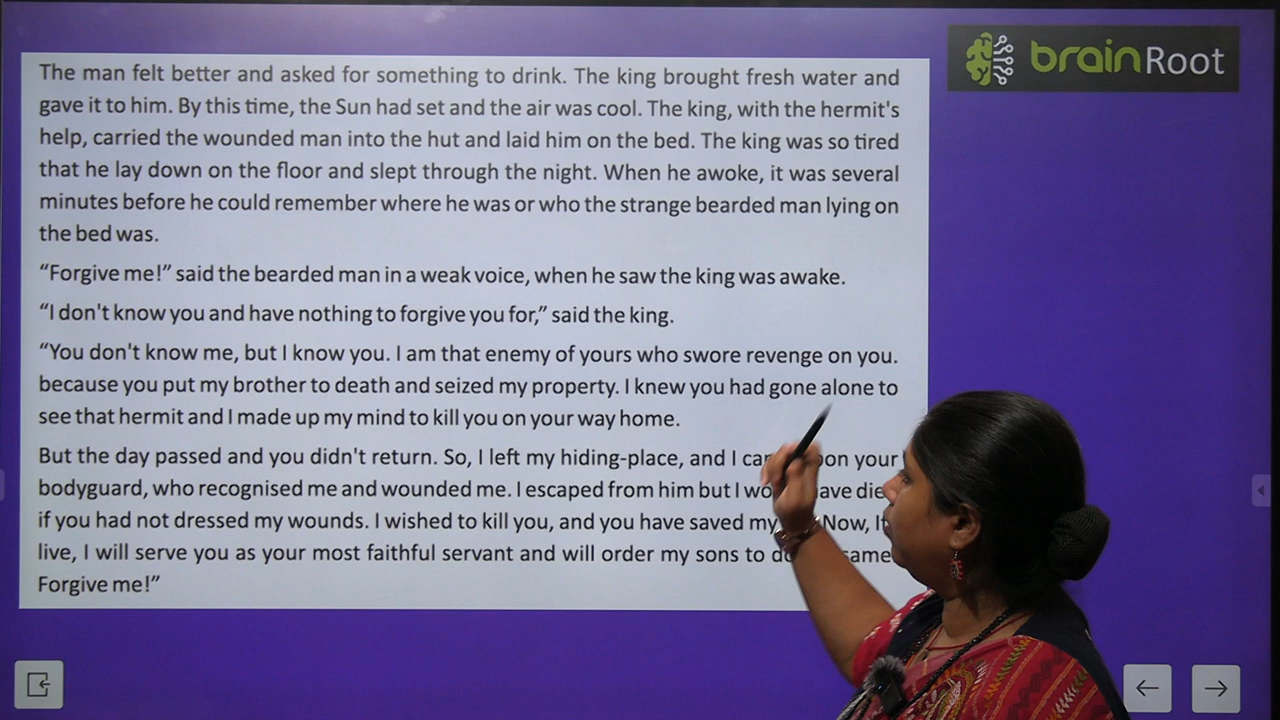 brainRoot
The man felt better and asked for something to drink. The king brought fresh water and
gave it to him. By this time, the Sun had set and the air was cool. The king, with the hermit's
help, carried the wounded man into the hut and laid him on the bed. The king was so tired
that he lay down on the floor and slept through the night. When he awoke, it was several
minutes before he could remember where he was or who the strange bearded man lying on
the bed was.
“Forgive me!” said the bearded man in a weak voice, when he saw the king was awake.
“I don't know you and have nothing to forgive you for,” said the king.
“You don't know me, but I know you. I am that enemy of yours who swore revenge on you.
because you put my brother to death and seized my property. I knew you had gone alone to
see that hermit and I made up my mind to kill you on your way home.
But the day passed and you didn't return. So, I left my hiding-place, and I your
bodyguard, who recognised me and wounded me. I escaped from him but I
if you had not dressed my wounds. I wished to kill you, and you have saved my Now,
live, I will serve you as your most faithful servant and will order my sons to same.
Forgive me!”